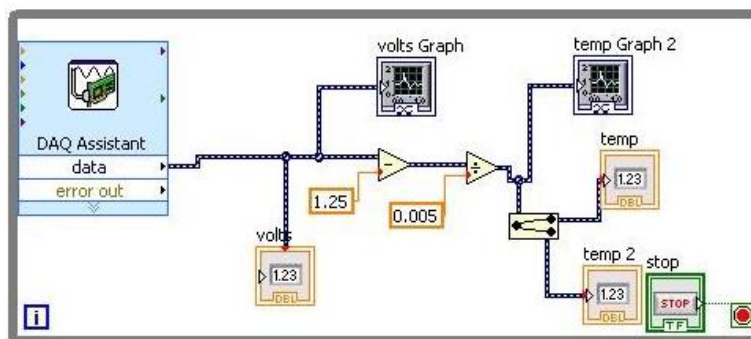 volts Graph
temp Graph 2
DAQ Assistant
data
error out
1.25
0.005
temp
1.23
DBL
volts
1.23
DBL
temp 2
1.23
DBL
stop
STOP
TF
i